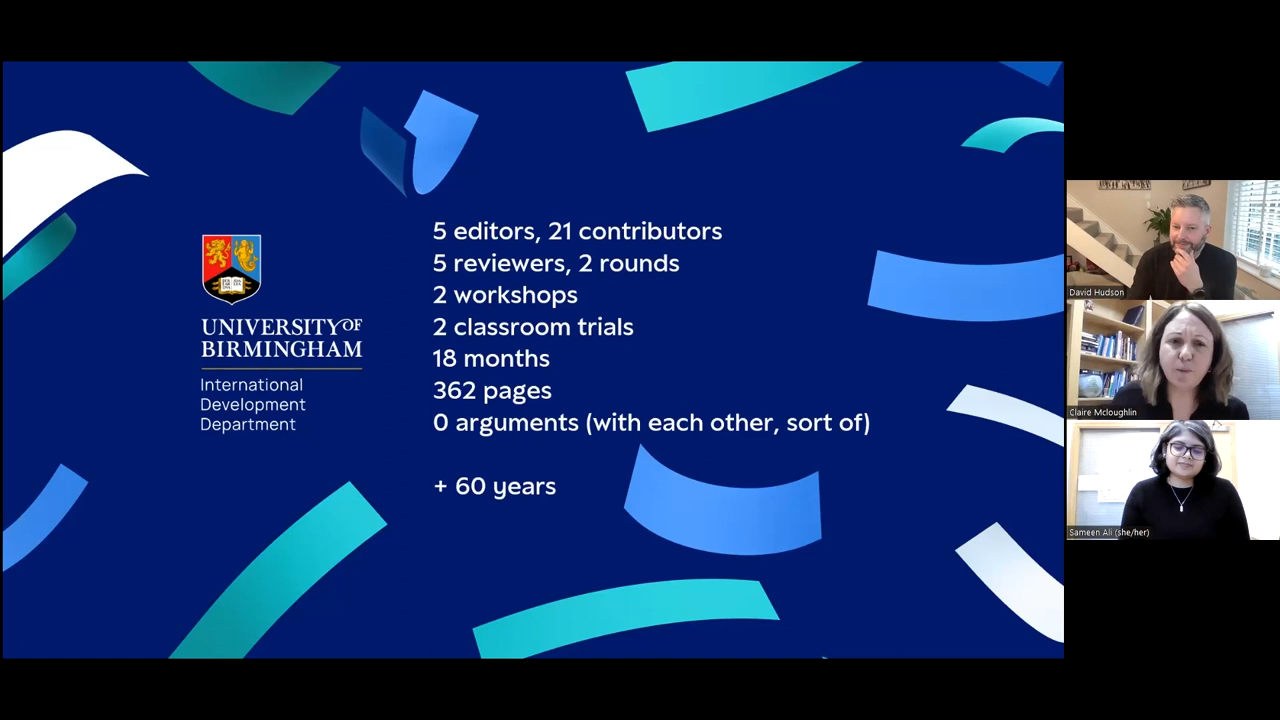 UNIVERSITY OF
BIRMINGHAM
International
Development
Department
5 editors, 21 contributors
5 reviewers, 2 rounds
2 workshops
2 classroom trials
18 months
362 pages
0 arguments (with each other, sort of)
+ 60 years
David Hudson
Claire Mcloughlin
Sameen Ali (she/her)